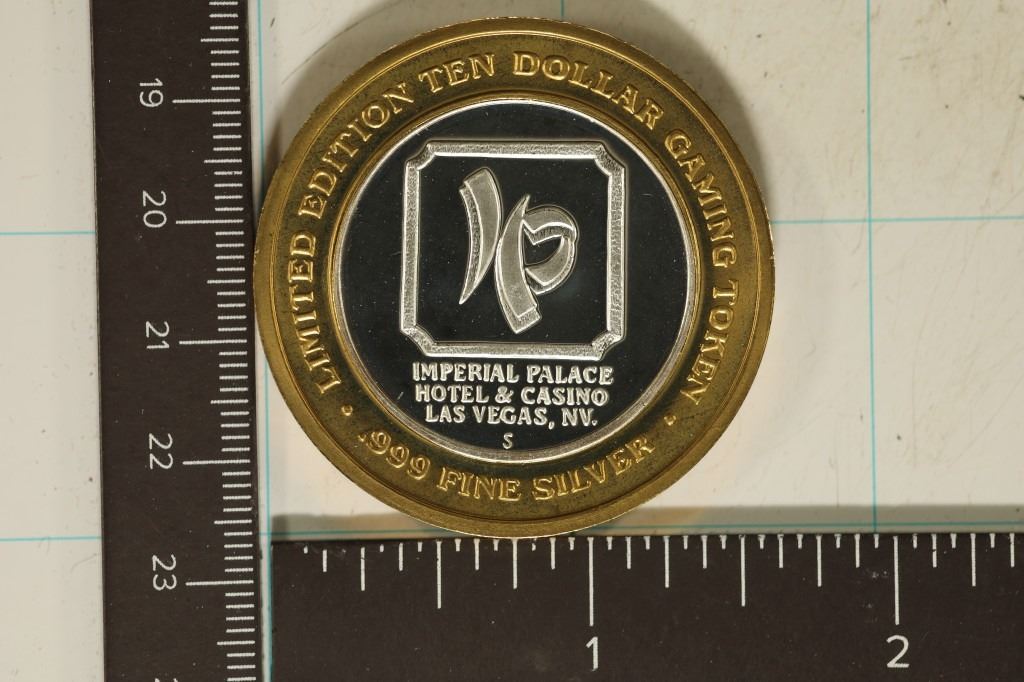 LIMITED EDITION TEN DOLLAR GAMING TOKEN
IMPERIAL PALACE
HOTEL & CASINO
LAS VEGAS, NV.
S
.999 FINE SILVER
19
20
21
22
23
1
2